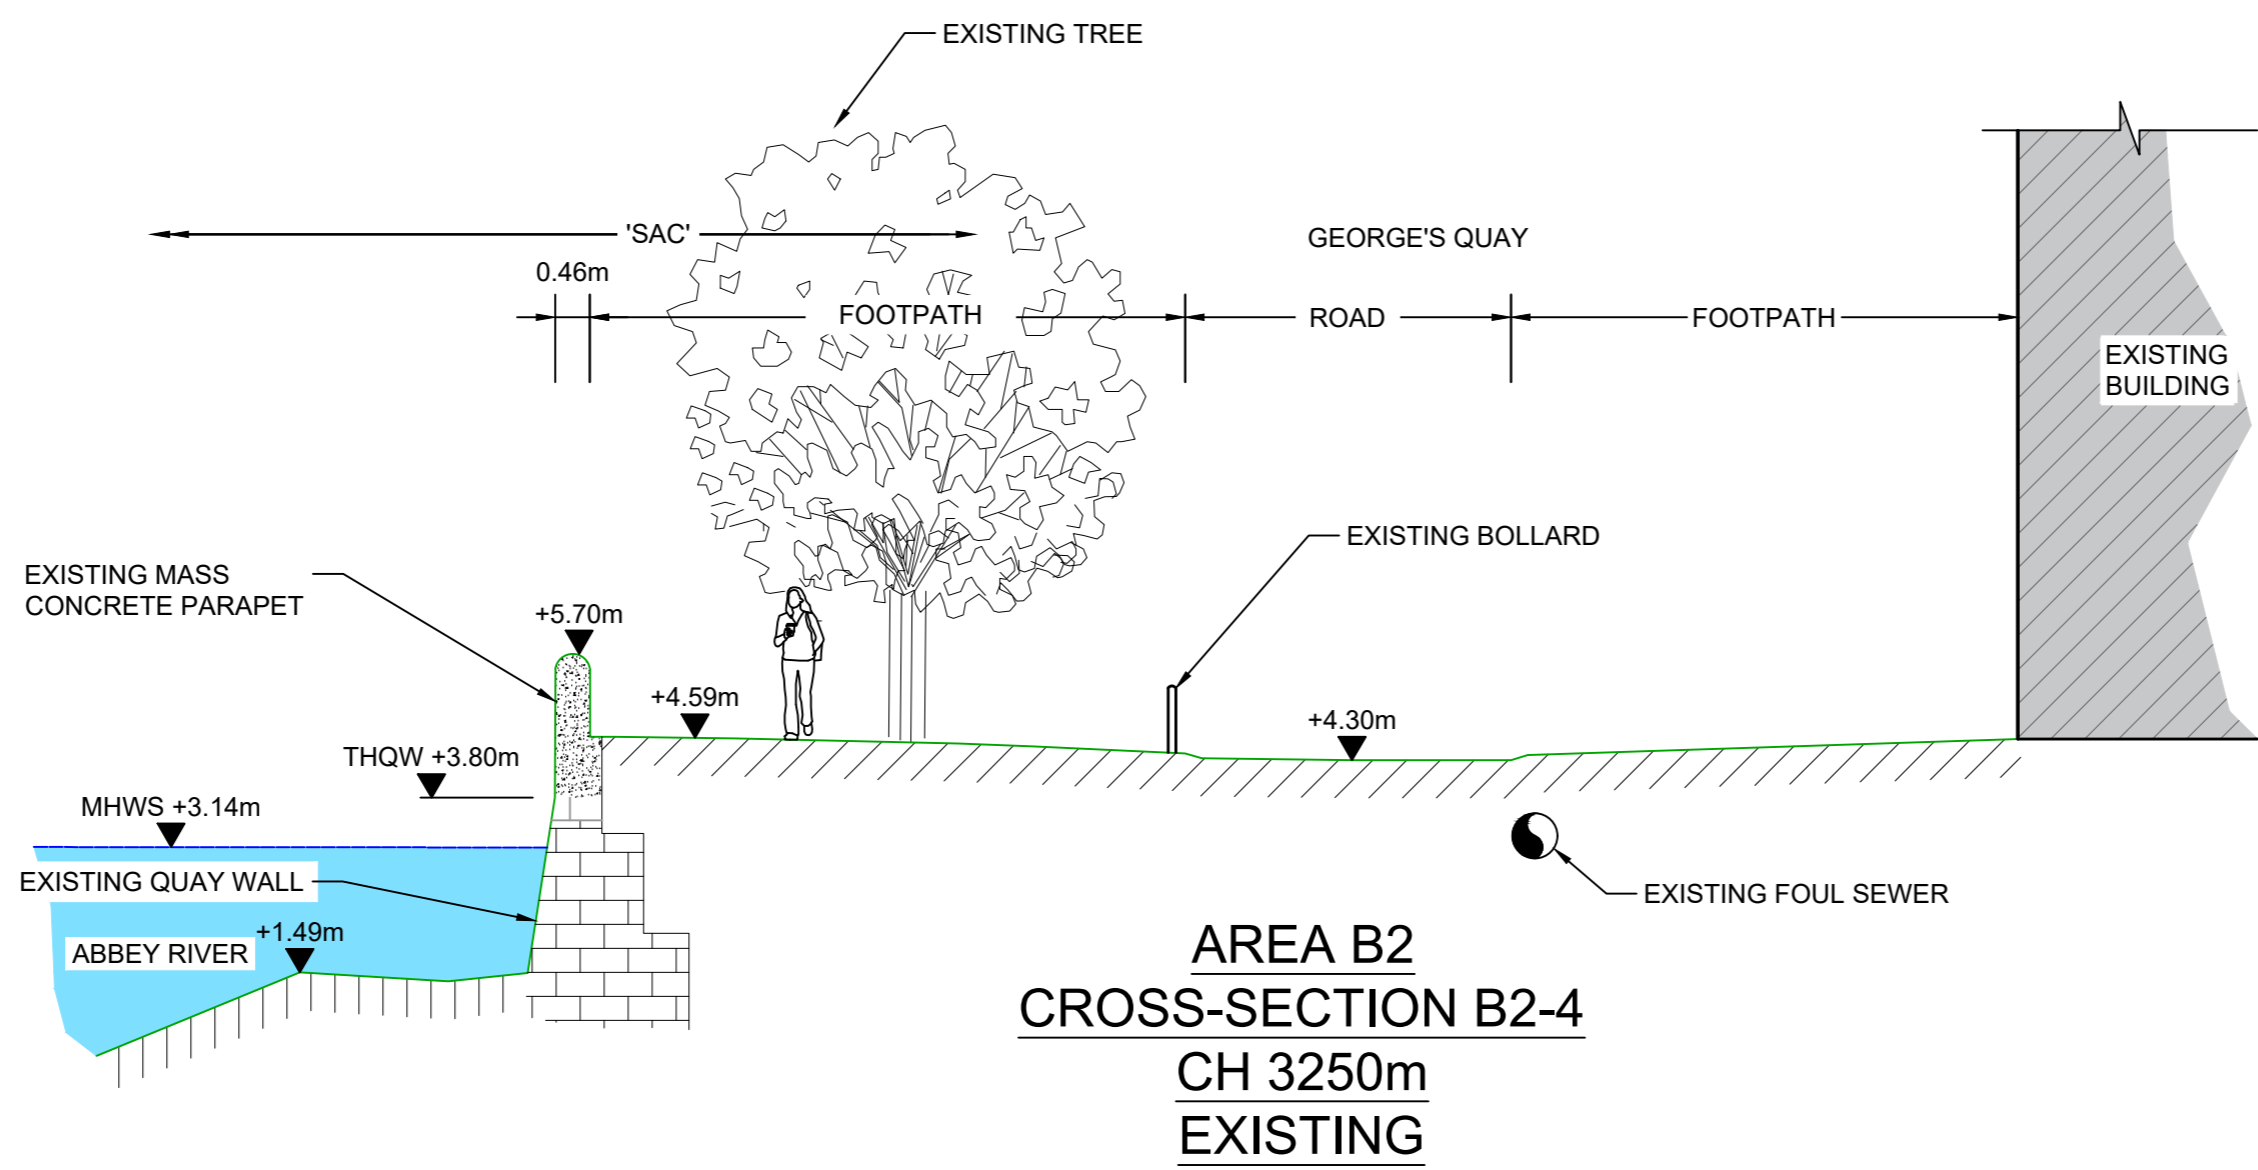 EXISTING TREE
'SAC'
GEORGE'S QUAY
0.46m
FOOTPATH
ROAD
FOOTPATH
EXISTING
BUILDING
EXISTING BOLLARD
EXISTING MASS
CONCRETE PARAPET
+5.70m
+4.59m
+4.30m
THQW +3.80m
MHWS +3.14m
EXISTING QUAY WALL
EXISTING FOUL SEWER
+1.49m
ABBEY RIVER
AREA B2
CROSS-SECTION B2-4
CH 3250m
EXISTING